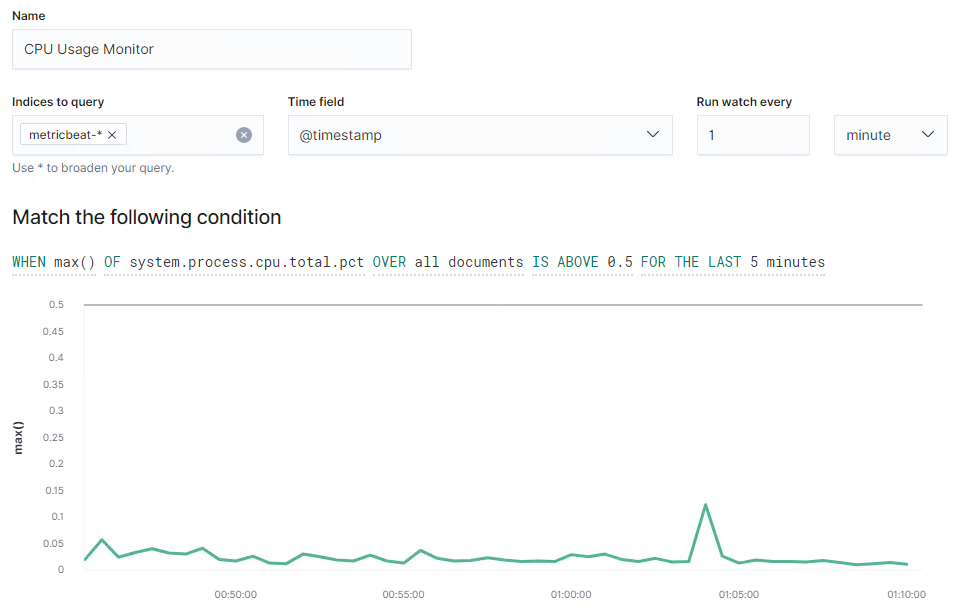 Name
CPU Usage Monitor
Indices to query
Time field
Run watch every
metricbeat-*
@timestamp
1
minute
Use * to broaden your query.
Match the following condition
WHEN max() OF system.process.cpu.total.pct OVER all documents IS ABOVE 0.5 FOR THE LAST 5 minutes
0.5
0.45
0.4
0.35
0.3
0.25
0.2
0.15
0.1
0.05
0
max()
00:50:00
00:55:00
01:00:00
01:05:00
01:10:00